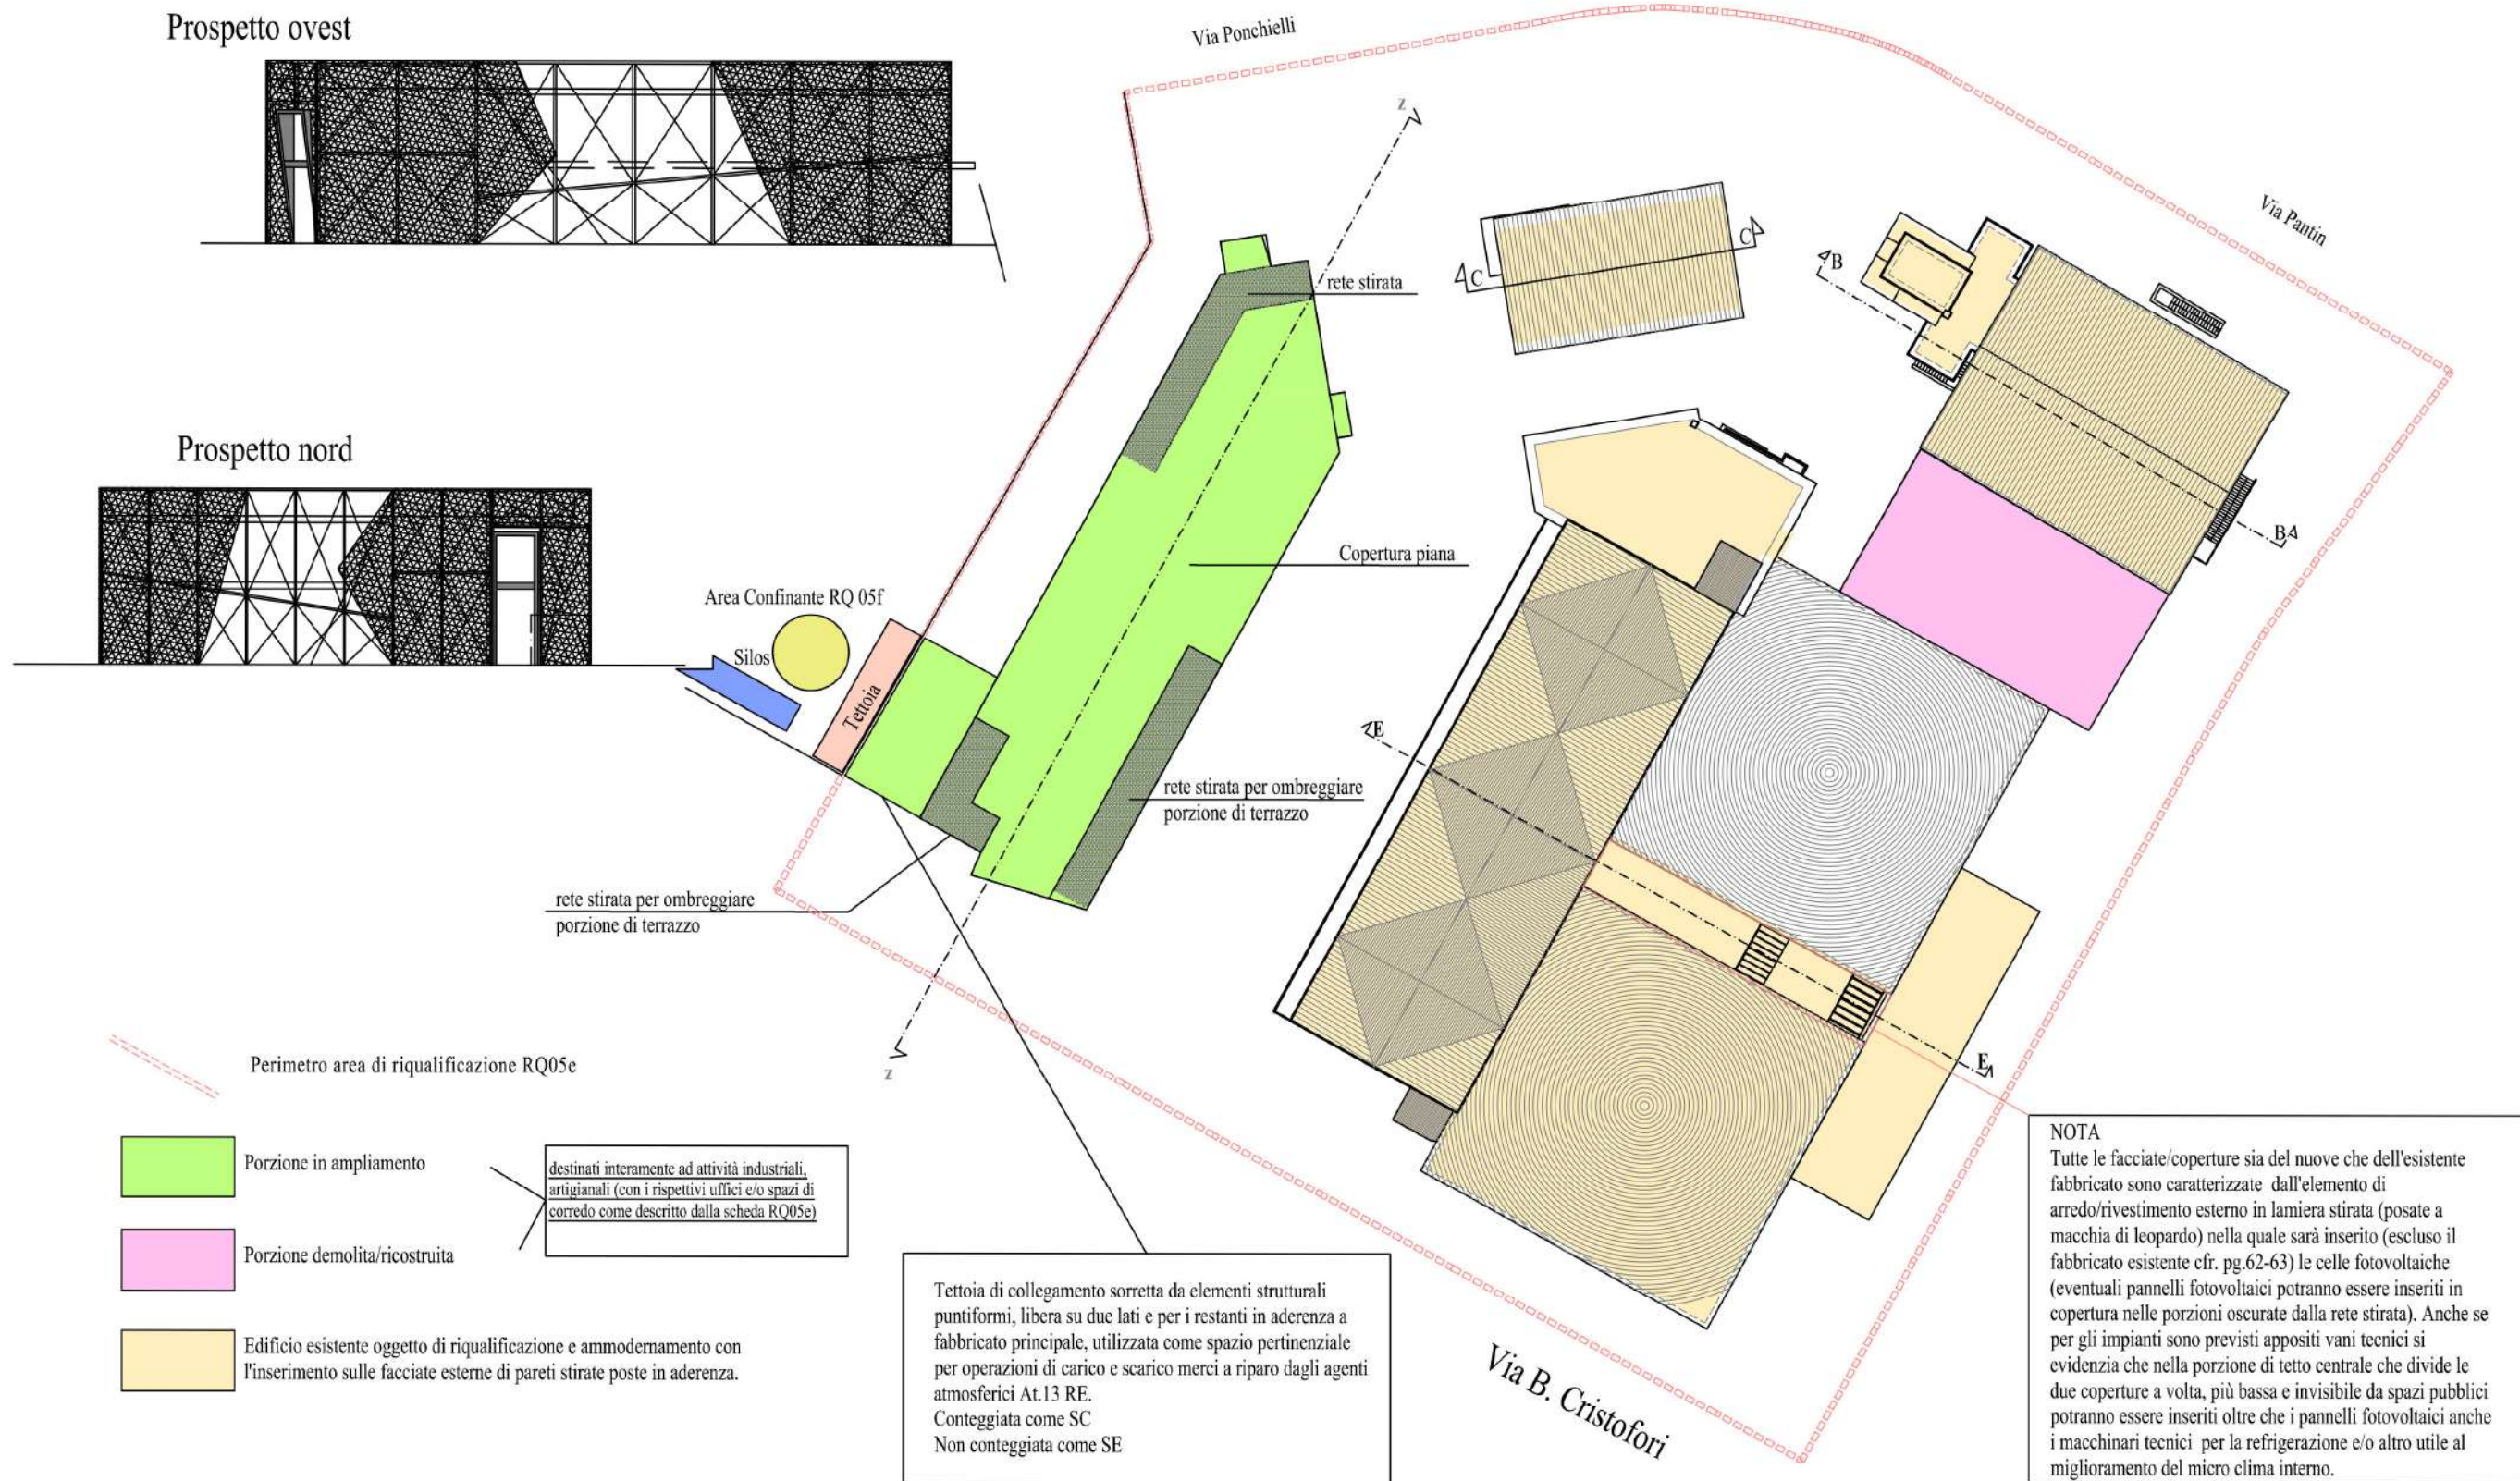 Prospetto ovest
Via Ponchielli
Via Pantin
z
rete stirata
C
C
B
B
Prospetto nord
Copertura piana
Area Confinante RQ 05f
Silos
Tettoia
E
E
rete stirata per ombreggiare
porzione di terrazzo
rete stirata per ombreggiare
porzione di terrazzo
z
Perimetro area di riqualificazione RQ05e
Porzione in ampliamento
destinati interamente ad attività industriali,
artigianali (con i rispettivi uffici e/o spazi di
corredo come descritto dalla scheda RQ05e)
Porzione demolita/ricostruita
Edificio esistente oggetto di riqualificazione e ammodernamento con
l'inserimento sulle facciate esterne di pareti stirate poste in aderenza.
Tettoia di collegamento sorretta da elementi strutturali
puntiformi, libera su due lati e per i restanti in aderenza a
fabbricato principale, utilizzata come spazio pertinenziale
per operazioni di carico e scarico merci a riparo dagli agenti
atmosferici At.13 RE.
Conteggiata come SC
Non conteggiata come SE
Via B. Cristofori
NOTA
Tutte le facciate/coperture sia del nuove che dell'esistente
fabbricato sono caratterizzate dall'elemento di
arredo/rivestimento esterno in lamiera stirata (posate a
macchia di leopardo) nella quale sarà inserito (escluso il
fabbricato esistente cfr. pg.62-63) le celle fotovoltaiche
(eventuali pannelli fotovoltaici potranno essere inseriti in
copertura nelle porzioni oscurate dalla rete stirata). Anche se
per gli impianti sono previsti appositi vani tecnici si
evidenzia che nella porzione di tetto centrale che divide le
due coperture a volta, più bassa e invisibile da spazi pubblici
potranno essere inseriti oltre che i pannelli fotovoltaici anche
i macchinari tecnici per la refrigerazione e/o altro utile al
miglioramento del micro clima interno.